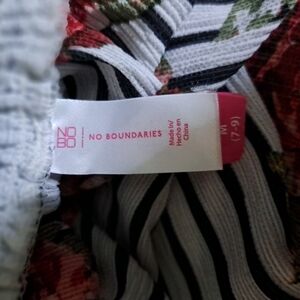 NO
BO
NO BOUNDARIES
Made In/
Hecho en
China
M
(7-9)